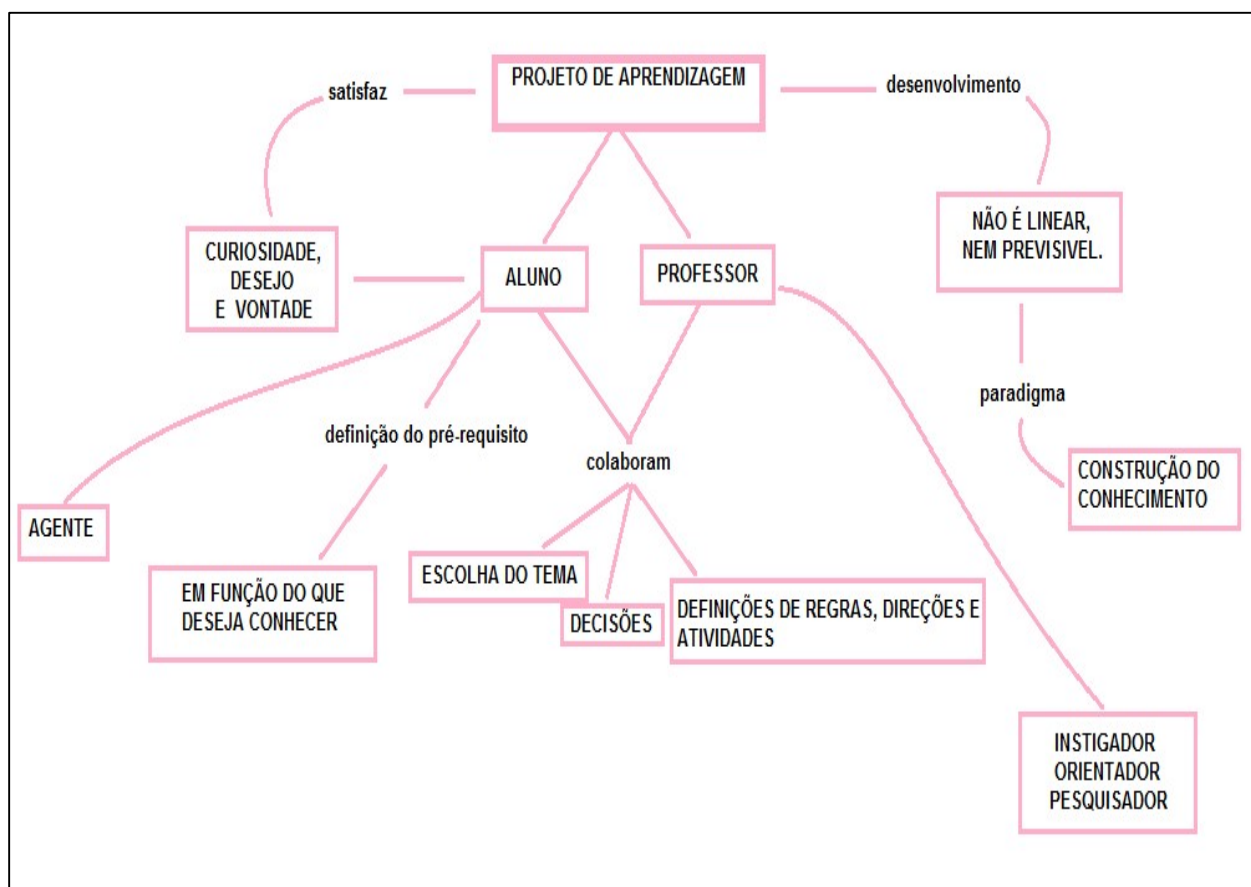 PROJETO DE APRENDIZAGEM
satisfaz
desenvolvimento
CURIOSIDADE,
DESEJO
E VONTADE
ALUNO
PROFESSOR
NÃO É LINEAR,
NEM PREVISIVEL.
paradigma
definição do pré-requisito
colaboram
CONSTRUÇÃO DO
CONHECIMENTO
AGENTE
EM FUNÇÃO DO QUE
DESEJA CONHECER
ESCOLHA DO TEMA
DECISÕES
DEFINIÇÕES DE REGRAS, DIREÇÕES E
ATIVIDADES
INSTIGADOR
ORIENTADOR
PESQUISADOR